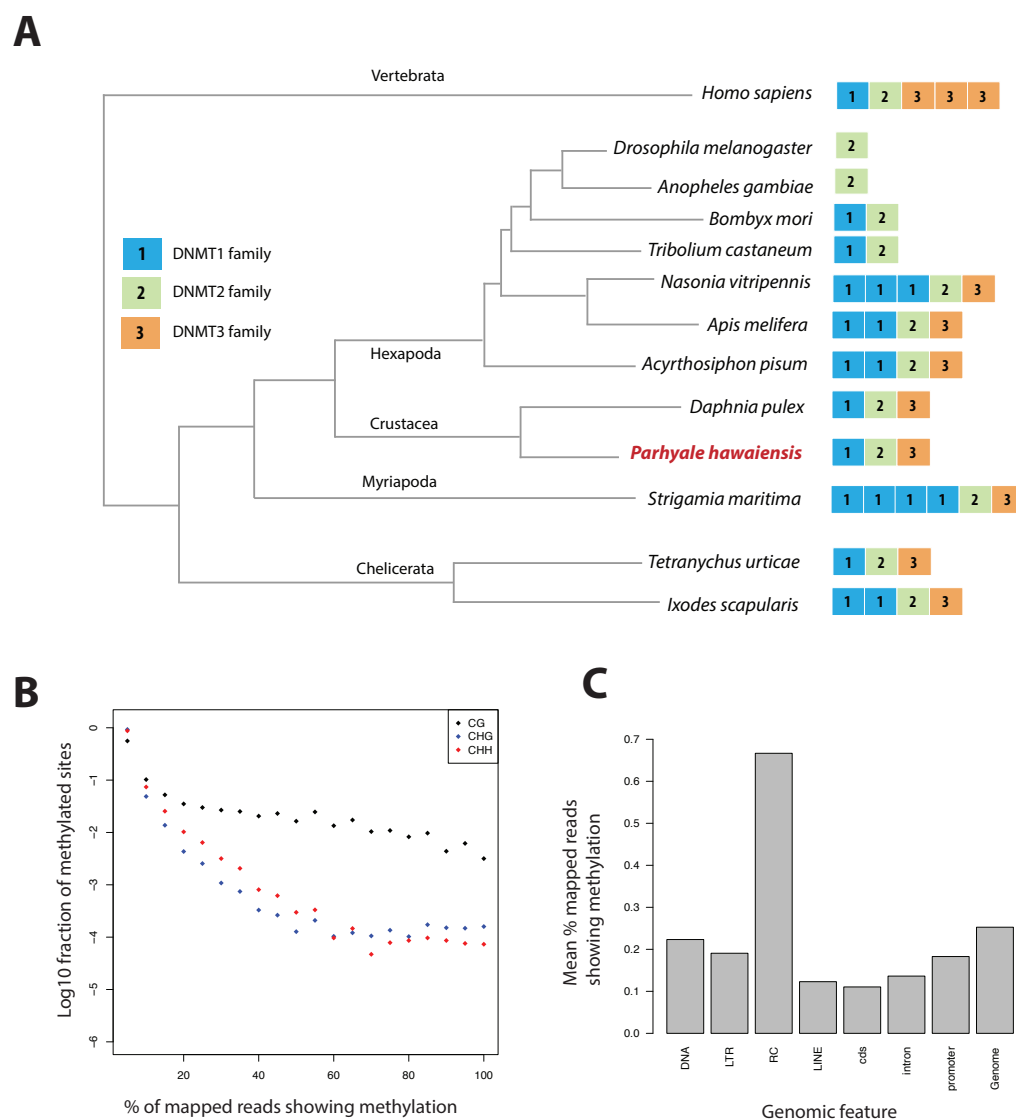 A
Vertebrata
Homo sapiens
1 2 3 3 3
Drosophila melanogaster
2
Anopheles gambiae
2
Bombyx mori
1 2
1 DNMT1 family
Tribolium castaneum
1 2
2 DNMT2 family
Nasonia vitripennis
1 1 1 2 3
3 DNMT3 family
Apis melifera
1 1 2 3
Hexapoda
Acyrthosiphon pisum
1 1 2 3
Daphnia pulex
1 2 3
Crustacea
Parhyale hawaiensis
1 2 3
Myriapoda
Strigamia maritima
1 1 1 1 2 3
Tetranychus urticae
1 2 3
Chelicerata
Ixodes scapularis
1 1 2 3
B
CG
CHG
CHH
Log10 fraction of methylated sites
0
-1
-2
-3
-4
-5
-6
20 40 60 80 100
% of mapped reads showing methylation
C
Mean % mapped reads
showing methylation
0.7
0.6
0.5
0.4
0.3
0.2
0.1
0.0
DNA
LTR
RC
LINE
cds
intron
promoter
Genome
Genomic feature